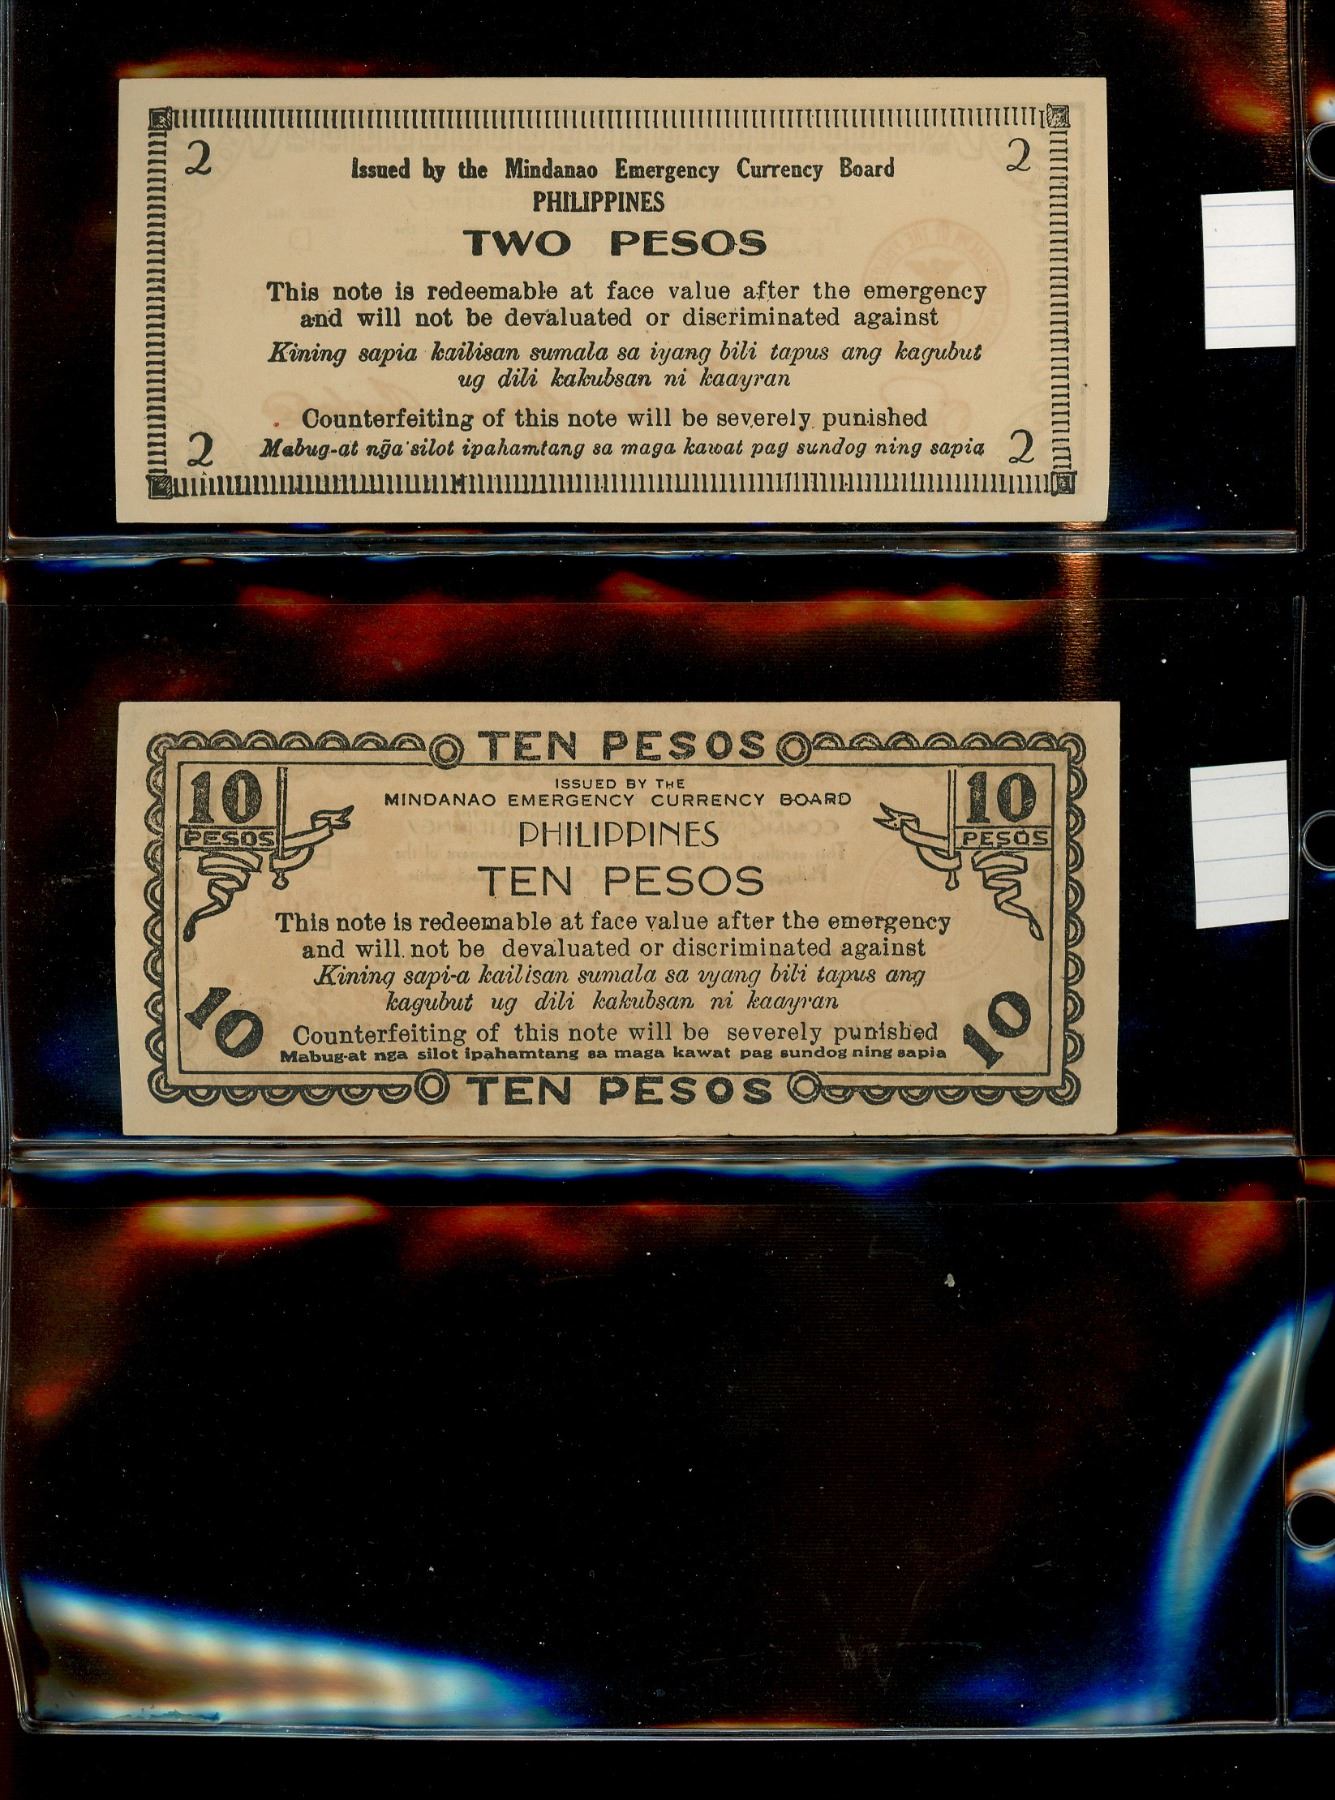 2 2
Issued by the Mindanao Emergency Currency Board
PHILIPPINES
TWO PESOS
This note is redeemable at face value after the emergency
and will not be devaluated or discriminated against
Kining sapia kailisan sumala sa iyang bili tapus ang kagubut
ug dili kakubsan ni kaayran
Counterfeiting of this note will be severely punished
Mabug-at nga silot ipahamtang sa maga kawat pag sundog ning sapia
2 2
TEN PESOS
10 PESOS
10 PESOS
ISSUED BY THE
MINDANAO EMERGENCY CURRENCY BOARD
PHILIPPINES
TEN PESOS
This note is redeemable at face value after the emergency
and will not be devaluated or discriminated against
Kining sapi-a kailisan sumala sa vyang bili tapus ang
kagubut ug dili kakubsan ni kaayran
Counterfeiting of this note will be severely punished
Mabug-at nga silot ipahamtang sa maga kawat pag sundog ning sapia
10 10
TEN PESOS